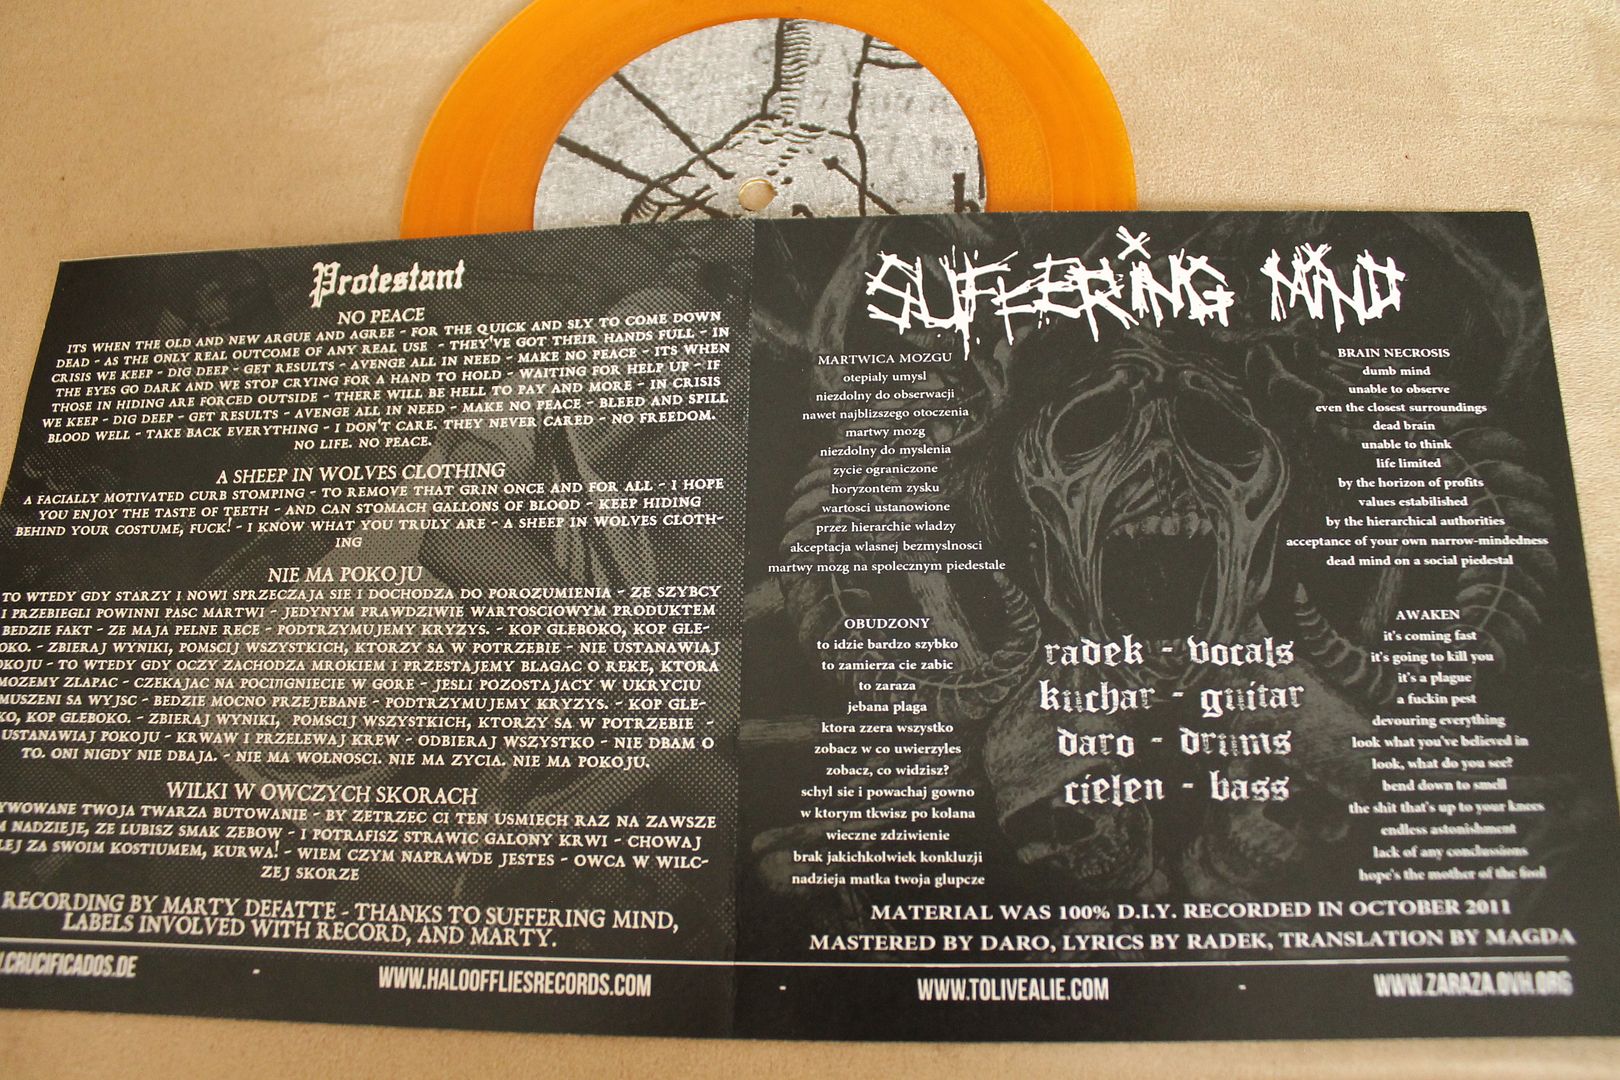 Protestant
NO PEACE
ITS WHEN THE OLD AND NEW ARGUE AND AGREE - FOR THE QUICK AND SLY TO COME DOWN
DEAD - AS THE ONLY REAL OUTCOME OF ANY REAL USE - THEY'VE GOT THEIR HANDS FULL - IN
CRISIS WE KEEP - DIG DEEP - GET RESULTS - AVENGE ALL IN NEED - MAKE NO PEACE - ITS WHEN
THE EYES GO DARK AND WE STOP CRYING FOR A HAND TO HOLD - WAITING FOR HELP UP - IF
THOSE IN HIDING ARE FORCED OUTSIDE - THERE WILL BE HELL TO PAY AND MORE - IN CRISIS
WE KEEP - DIG DEEP - GET RESULTS - AVENGE ALL IN NEED - MAKE NO PEACE - BLEED AND SPILL
BLOOD WELL - TAKE BACK EVERYTHING - I DON'T CARE. THEY NEVER CARED - NO FREEDOM.
NO LIFE. NO PEACE.
A SHEEP IN WOLVES CLOTHING
A FACIALLY MOTIVATED CURB STOMPING - TO REMOVE THAT GRIN ONCE AND FOR ALL - I HOPE
YOU ENJOY THE TASTE OF TEETH - AND CAN STOMACH GALLONS OF BLOOD - KEEP HIDING
BEHIND YOUR COSTUME, FUCK! - I KNOW WHAT YOU TRULY ARE - A SHEEP IN WOLVES CLOTH-
ING
NIE MA POKOJU
TO WTEDY GDY STARZY I NOWI SPRZECZAJA SIE I DOCHODZA DO POROZUMIENIA - ZE SZYBCY
I PRZEBIEGLI POWINNI PASC MARTWI - JEDYNYM PRAWDZIWIE WARTOSCIOWYM PRODUKTEM
BEDZIE FAKT - ZE MAJA PELNE RECE - PODTRZYMUJEMY KRYZYS. - KOP GLEBOKO, KOP GLE-
OKO. - ZBIERAJ WYNIKI, POMSCIJ WSZYSTKICH, KTORZY SA W POTRZEBIE - NIE USTANAWIAJ
OKOJU - TO WTEDY GDY OCZY ZACHODZA MROKIEM I PRZESTAJEMY BLAGAC O REKE, KTORA
MOZEMY ZLAPAC - CZEKAJAC NA W GORE - JESLI POZOSTAJACY W UKRYCIU
MUSZENI SA WYJSC - BEDZIE MOCNO PRZEJEBANE - PODTRZYMUJEMY KRYZYS. - KOP GLE-
KO, KOP GLEBOKO. - ZBIERAJ WYNIKI, POMSCIJ WSZYSTKICH, KTORZY SA W POTRZEBIE -
USTANAWIAJ POKOJU - KRWAW I PRZELEWAJ KREW - ODBIERAJ WSZYSTKO - NIE DBAM O
TO. ONI NIGDY NIE DBAJA. - NIE MA WOLNOSCI. NIE MA ZYCIA. NIE MA POKOJU.
WILKI W OWCZYCH SKORACH
YWOWANE TWOJA TWARZA BUTOWANIE - BY ZETRZEC CI TEN USMIECH RAZ NA ZAWSZE
M NADZIEJE, ZE LUBISZ SMAK ZEBOW - I POTRAFISZ STRAWIC GALONY KRWI - CHOWAJ
LEJ ZA SWOIM KOSTIUMEM, KURWA! - WIEM CZYM NAPRAWDE JESTES - OWCA W WILC-
ZEJ SKORZE
RECORDING BY MARTY DEFATTE - THANKS TO SUFFERING MIND,
LABELS INVOLVED WITH RECORD, AND MARTY.
SUFFERING MIND
MARTWICA MOZGU
otepialy umysl
niezdolny do obserwacji
nawet najblizszego otoczenia
martwy mozg
niezdolny do myslenia
zycie ograniczone
horyzontem zysku
wartosci ustanowione
przez hierarchie wladzy
akceptacja wlasnej bezmyslnosci
martwy mozg na spolecznym piedestale
OBUDZONY
to idzie bardzo szybko
to zamierza cie zabic
to zaraza
jebana plaga
ktora zzera wszystko
zobacz w co uwierzyles
zobacz, co widzisz?
schyl sie i powachaj gowno
w ktorym tkwisz po kolana
wieczne zdziwienie
brak jakichkolwiek konkluzji
nadzieja matka twoja glupcze
radek - vocals
kuchar - guitar
daro - drums
cielen - bass
BRAIN NECROSIS
dumb mind
unable to observe
even the closest surroundings
dead brain
unable to think
life limited
by the horizon of profits
values estabilished
by the hierarchical authorities
acceptance of your own narrow-mindedness
dead mind on a social piedestal
AWAKEN
it's coming fast
it's going to kill you
it's a plague
a fuckin pest
devouring everything
look what you've believed in
look, what do you see?
bend down to smell
the shit that's up to your knees
endless astonishment
lack of any conclussions
hope's the mother of the fool
MATERIAL WAS 100% D.I.Y. RECORDED IN OCTOBER 2011
MASTERED BY DARO, LYRICS BY RADEK, TRANSLATION BY MAGDA
.CRUCIFICADOS.DE - WWW.HALOOFFLIESRECORDS.COM - WWW.TOLIVEALIE.COM - WWW.ZARAZA.OVH.ORG